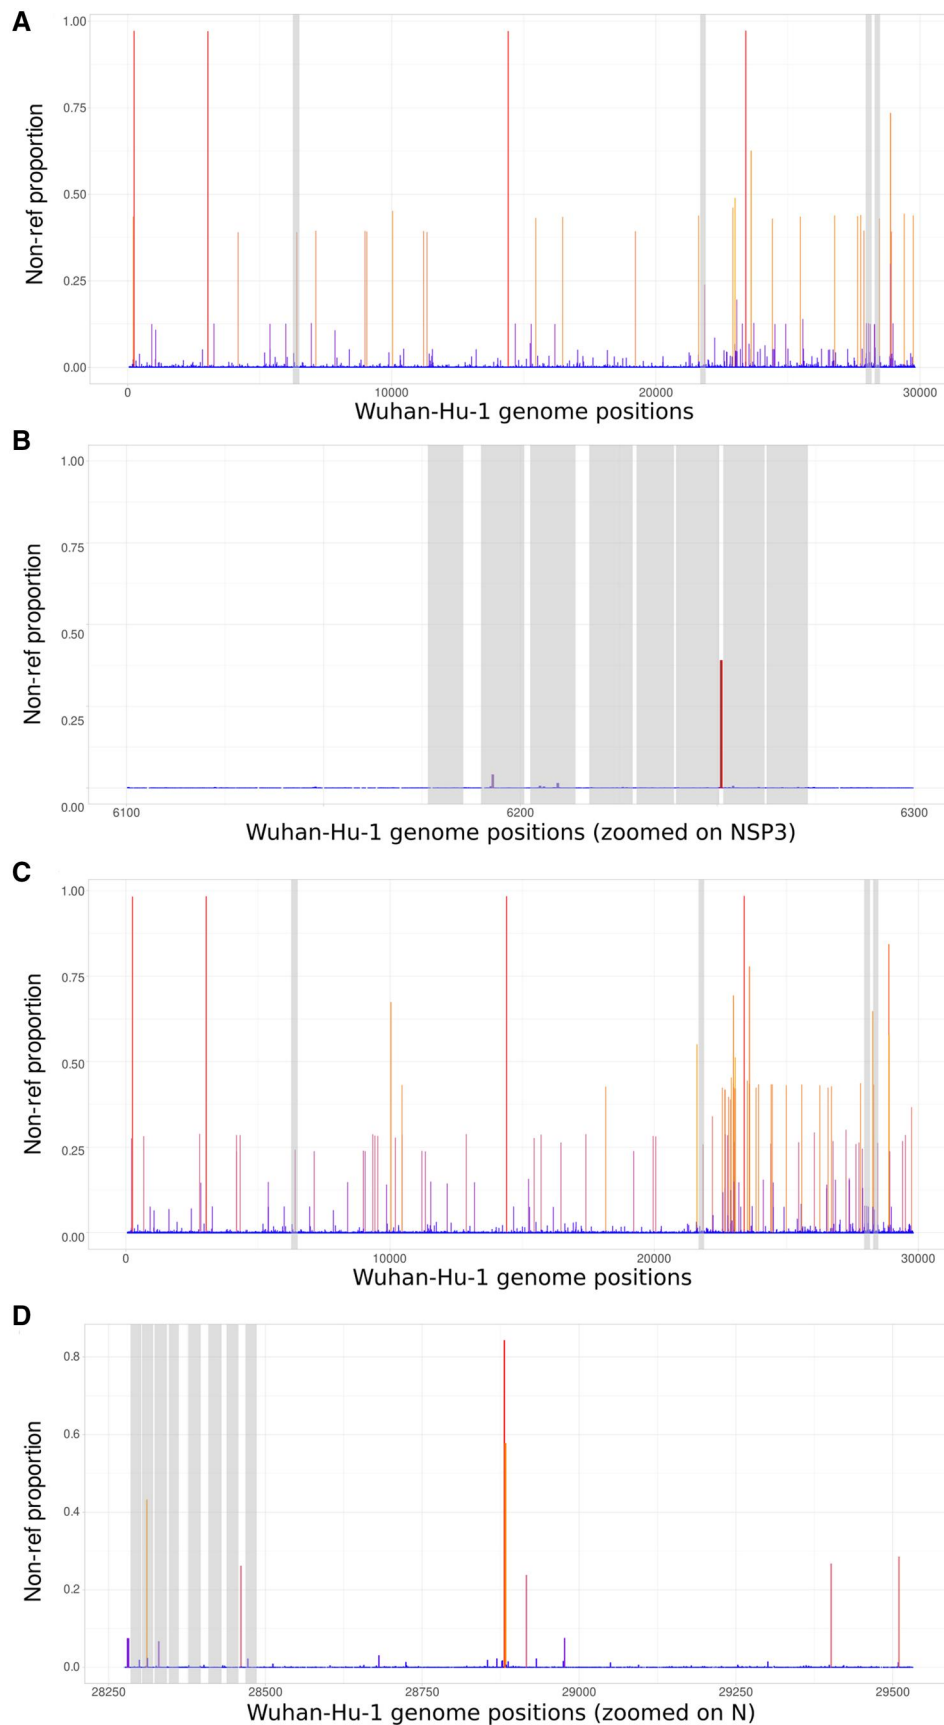 A
1.00
0.75
0.50
0.25
0.00
Non-ref proportion
0 10000 20000 30000
Wuhan-Hu-1 genome positions
B
1.00
0.75
0.50
0.25
0.00
Non-ref proportion
6100 6200 6300
Wuhan-Hu-1 genome positions (zoomed on NSP3)
C
1.00
0.75
0.50
0.25
0.00
Non-ref proportion
0 10000 20000 30000
Wuhan-Hu-1 genome positions
D
0.8
0.6
0.4
0.2
0.0
Non-ref proportion
28250 28500 28750 29000 29250 29500
Wuhan-Hu-1 genome positions (zoomed on N)